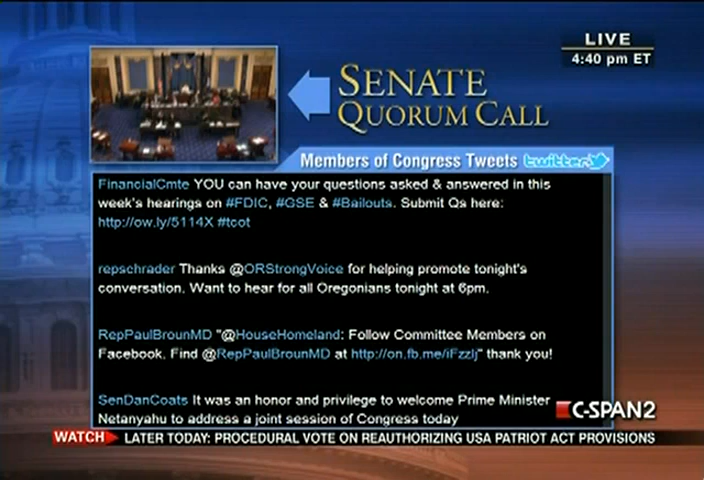 LIVE
4:40 pm ET
SENATE
QUORUM CALL
Members of Congress Tweets twitter
FinancialCmte YOU can have your questions asked & answered in this
week's hearings on #FDIC, #GSE & #Bailouts. Submit Qs here:
http://ow.ly/5114X #tcot
repschrader Thanks @ORStrongVoice for helping promote tonight's
conversation. Want to hear for all Oregonians tonight at 6pm.
RepPaulBrounMD "@HouseHomeland: Follow Committee Members on
Facebook. Find @RepPaulBrounMD at http://on.fb.me/iFzzlj" thank you!
SenDanCoats It was an honor and privilege to welcome Prime Minister
Netanyahu to address a joint session of Congress today
C-SPAN2
WATCH LATER TODAY: PROCEDURAL VOTE ON REAUTHORIZING USA PATRIOT ACT PROVISIONS